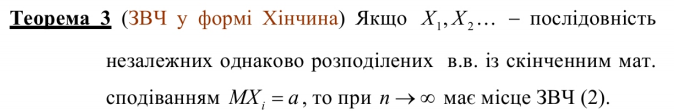 Теорема 3 (ЗВЧ у формі Хінчина) Якщо X₁, X₂… – послідовність
незалежних однаково розподілених в.в. із скінченним мат.
сподіванням MXᵢ = a, то при n → ∞ має місце ЗВЧ (2).